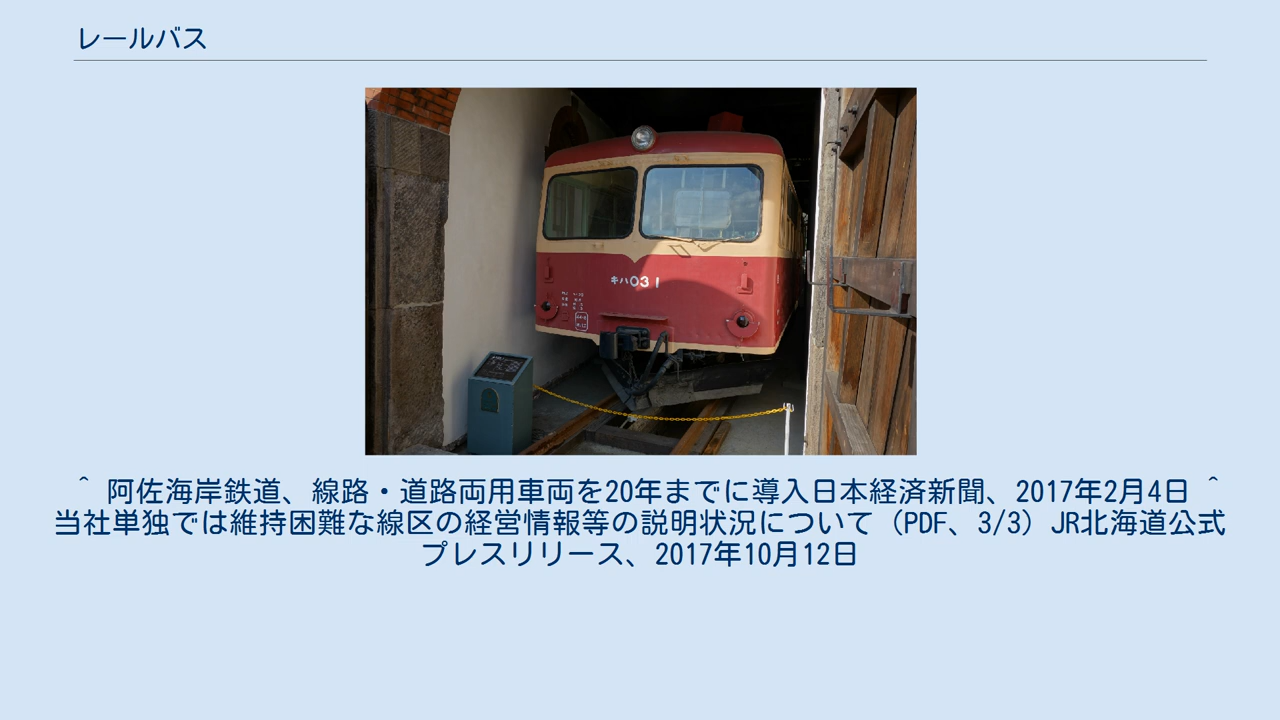 レールバス
キハ031
^ 阿佐海岸鉄道、線路・道路両用車両を20年までに導入日本経済新聞、2017年2月4日 ^
当社単独では維持困難な線区の経営情報等の説明状況について（PDF、3/3）JR北海道公式
プレスリリース、2017年10月12日